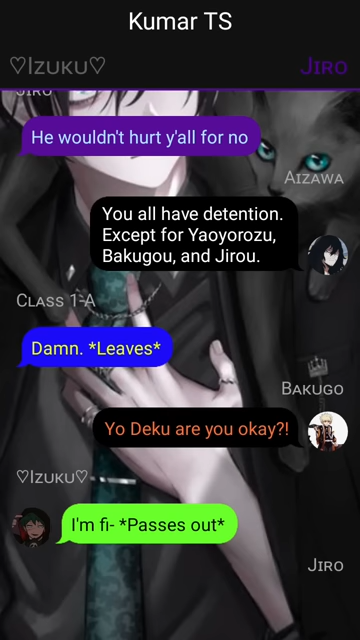 Kumar TS
♡Izuku♡
Jiro
Jiro
He wouldn't hurt y'all for no
Aizawa
You all have detention.
Except for Yaoyorozu,
Bakugou, and Jirou.
Class 1-A
Damn. *Leaves*
Bakugo
Yo Deku are you okay?!
♡Izuku♡
I'm fi- *Passes out*
Jiro